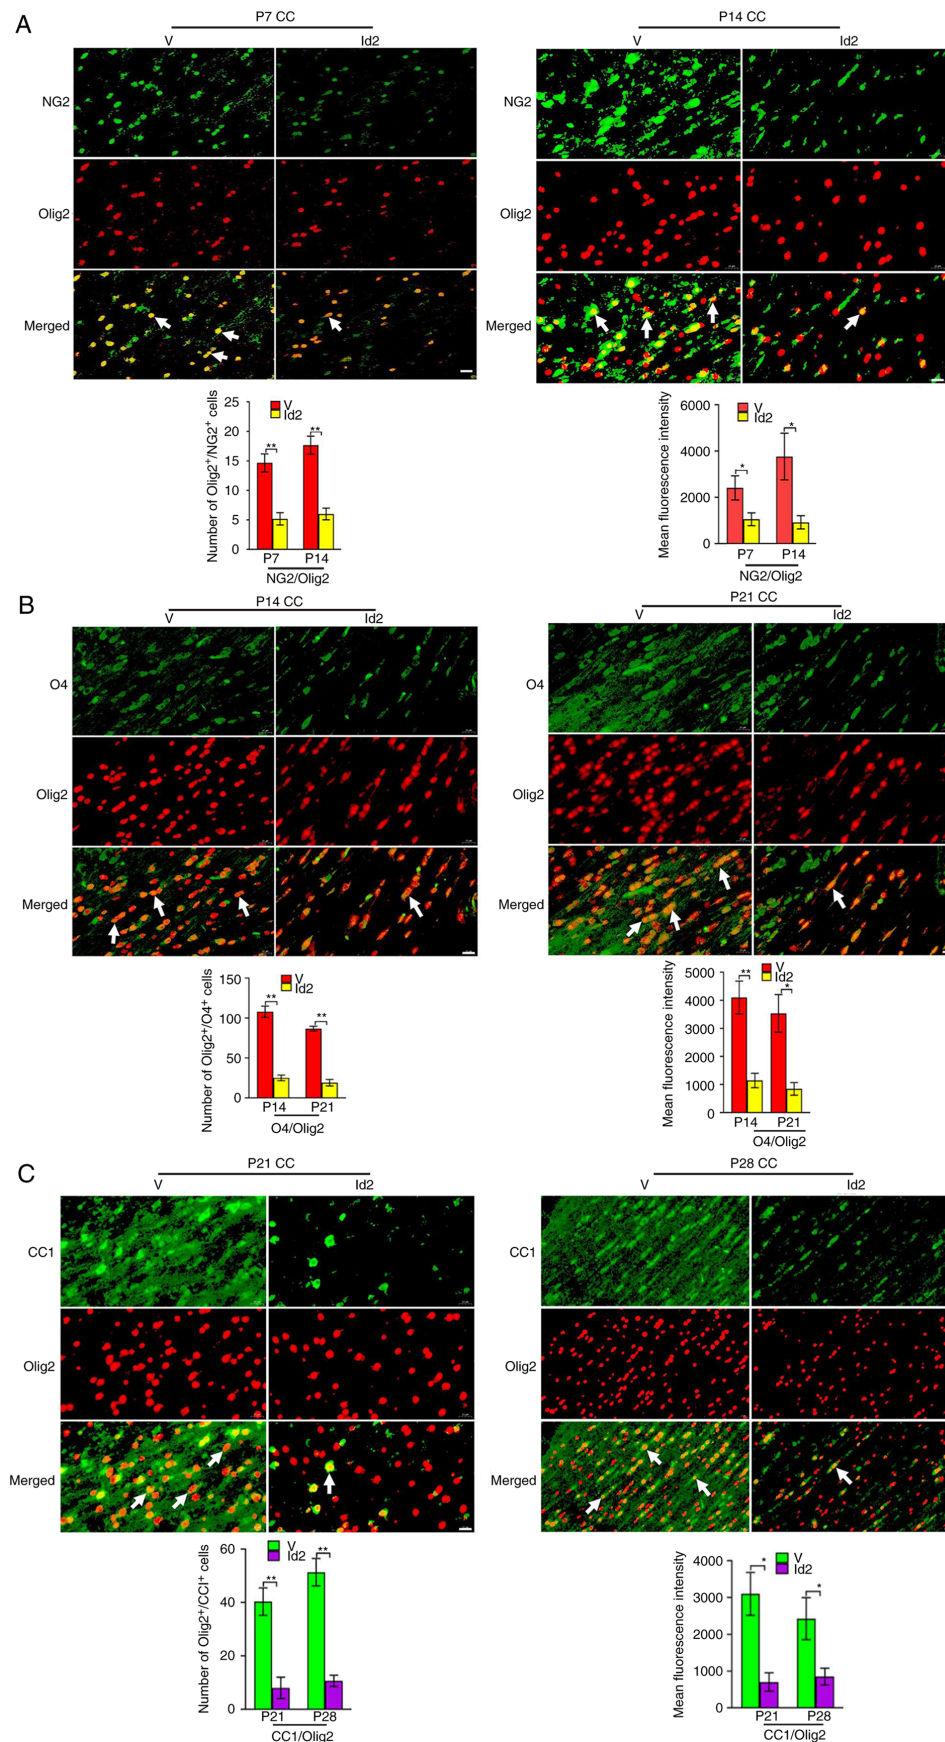 A
P7 CC
V Id2
P14 CC
V Id2
NG2
Olig2
Merged
NG2
Olig2
Merged
Number of Olig2+/NG2+ cells
25
20
15
10
5
0
V
Id2
** **
P7 P14
NG2/Olig2
Mean fluorescence intensity
6000
4000
2000
0
V
Id2
* *
P7 P14
NG2/Olig2
B
P14 CC
V Id2
P21 CC
V Id2
O4
Olig2
Merged
O4
Olig2
Merged
Number of Olig2+/O4+ cells
150
100
50
0
V
Id2
** **
P14 P21
O4/Olig2
Mean fluorescence intensity
5000
4000
3000
2000
1000
0
V
Id2
** *
P14 P21
O4/Olig2
C
P21 CC
V Id2
P28 CC
V Id2
CC1
Olig2
Merged
CC1
Olig2
Merged
Number of Olig2+/CCI+ cells
60
40
20
0
V
Id2
** **
P21 P28
CC1/Olig2
Mean fluorescence intensity
4000
3000
2000
1000
0
V
Id2
* *
P21 P28
CC1/Olig2